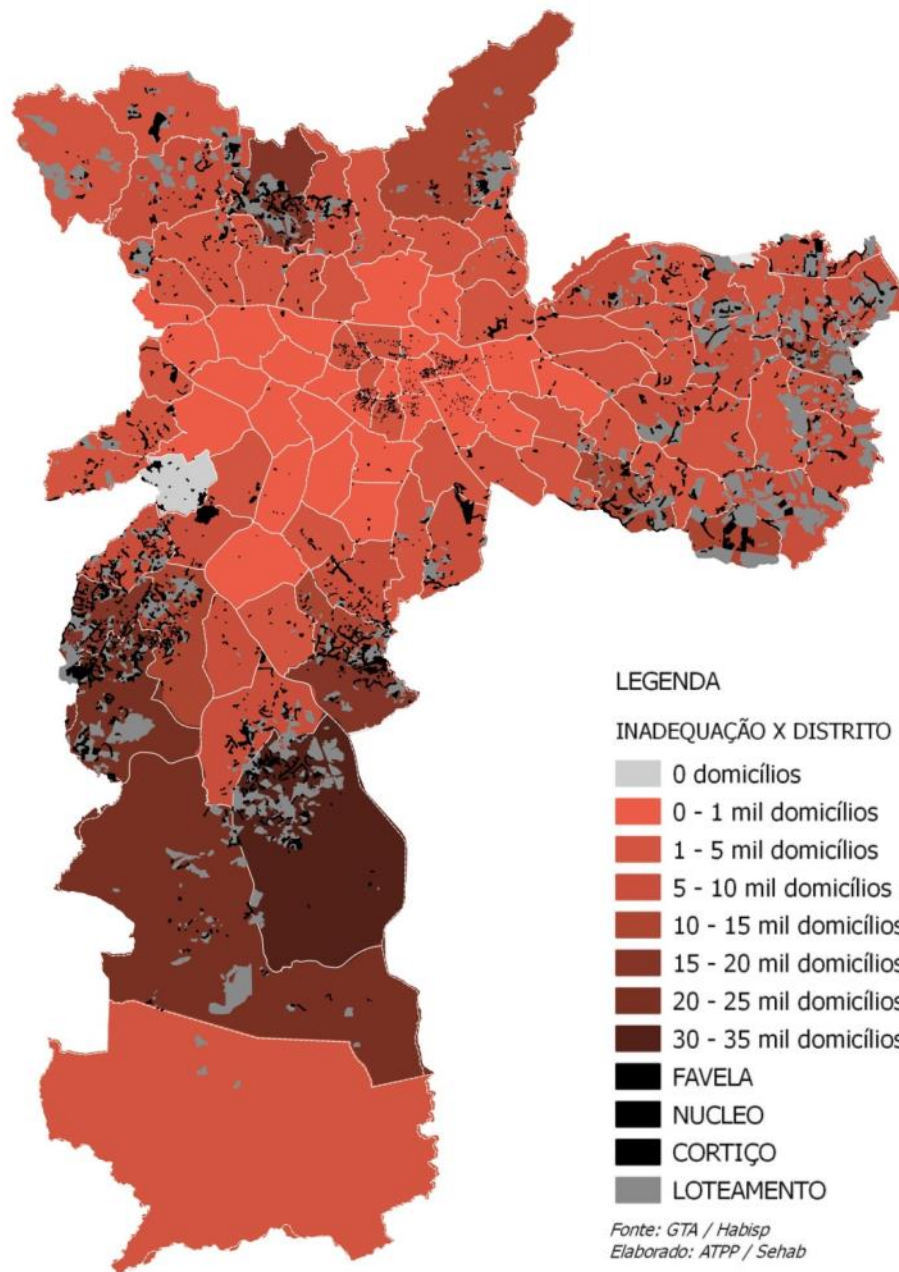 LEGENDA
INADEQUAÇÃO X DISTRITO
0 domicílios
0 - 1 mil domicílios
1 - 5 mil domicílios
5 - 10 mil domicílios
10 - 15 mil domicílios
15 - 20 mil domicílios
20 - 25 mil domicílios
30 - 35 mil domicílios
FAVELA
NUCLEO
CORTIÇO
LOTEAMENTO
Fonte: GTA / Habisp
Elaborado: ATPP / Sehab